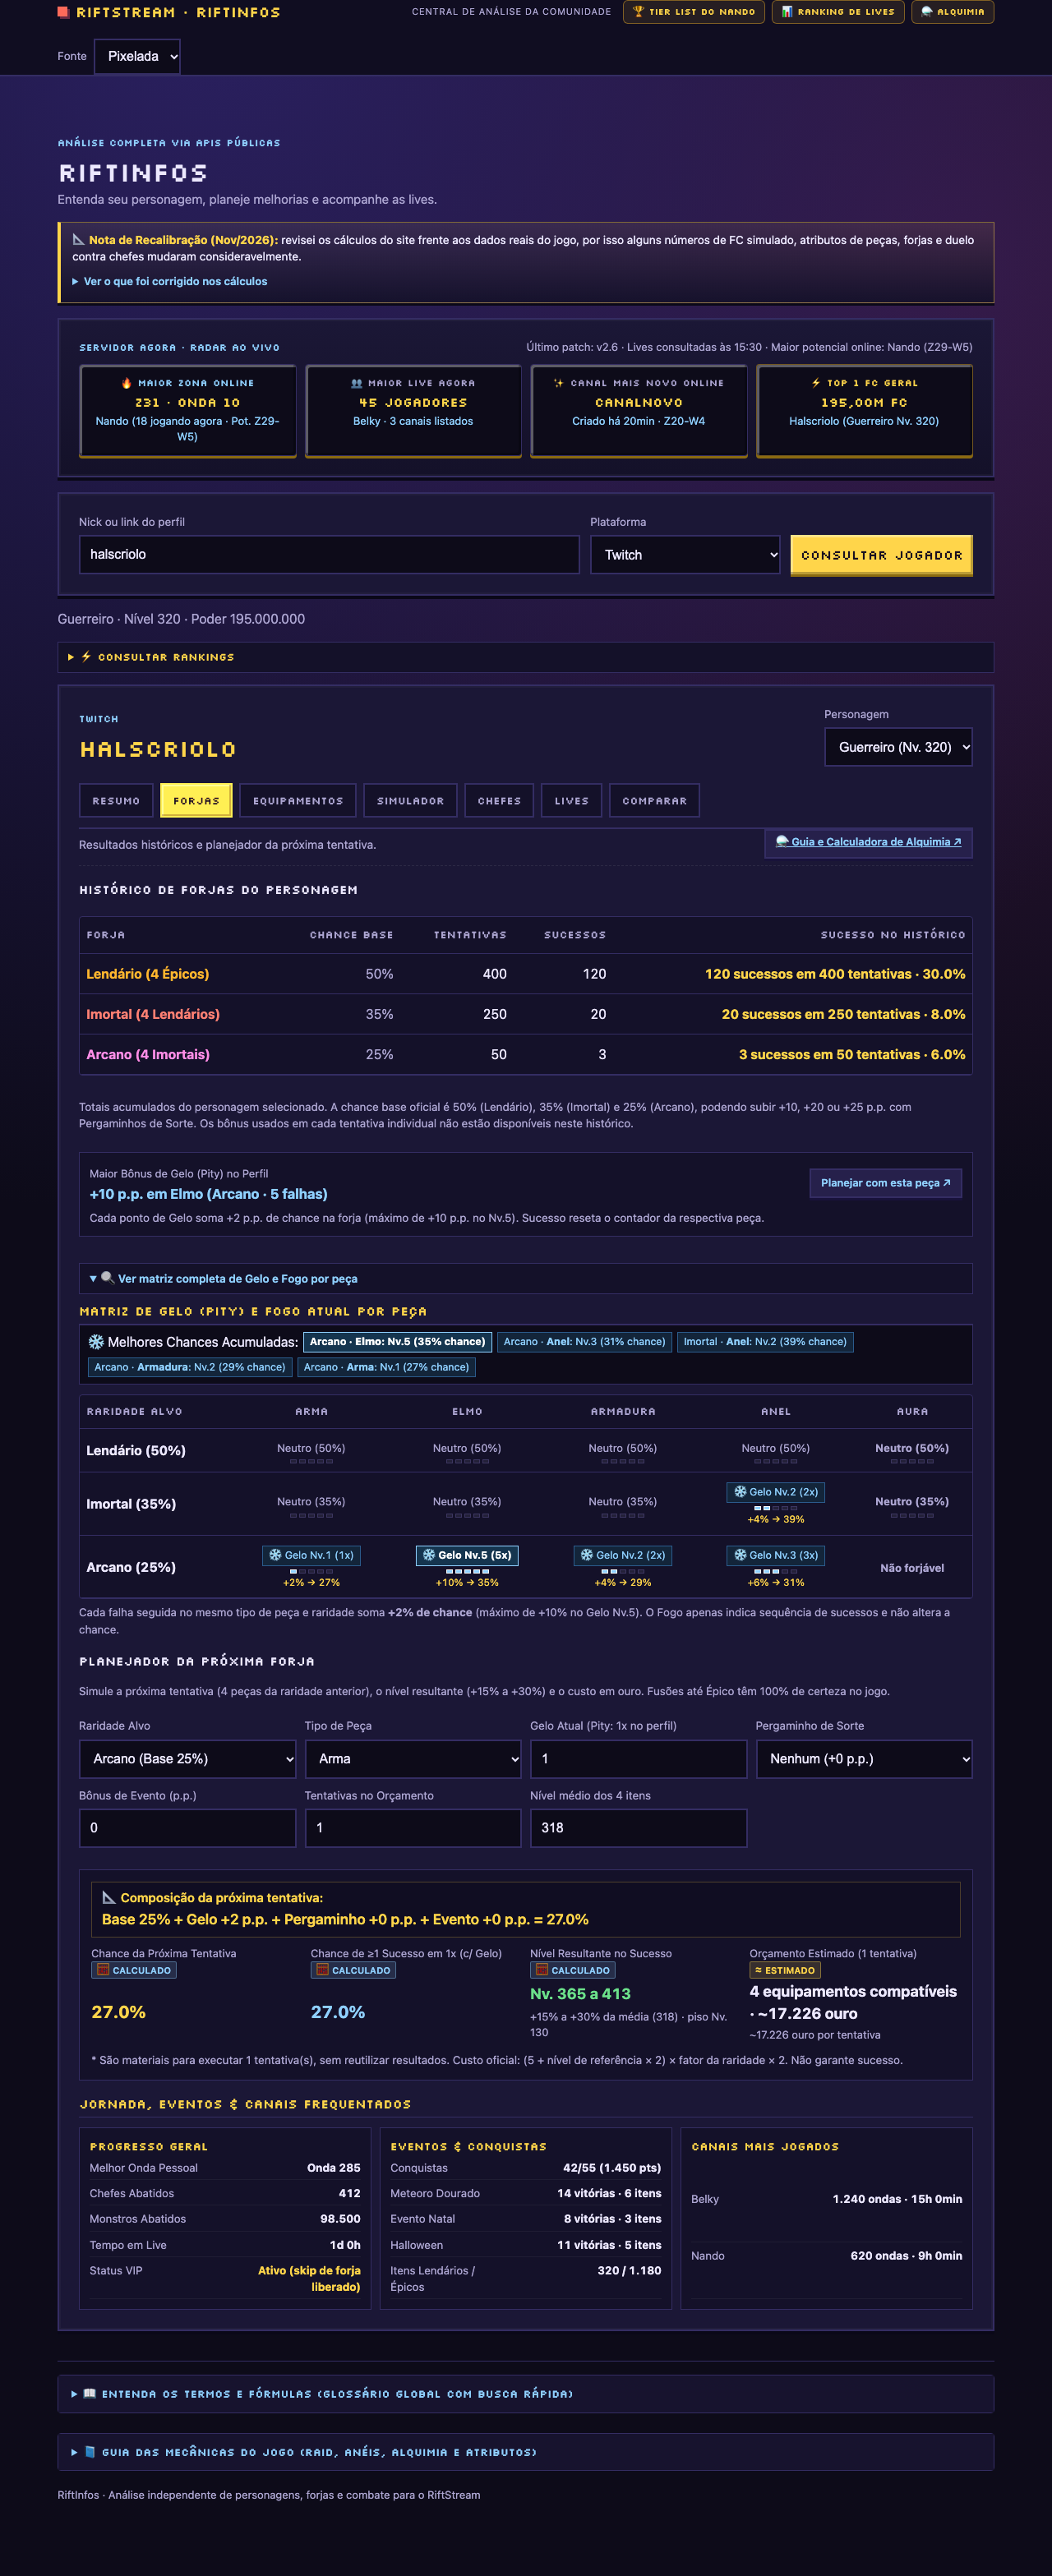 RIFTSTREAM · RIFTINFOS
CENTRAL DE ANÁLISE DA COMUNIDADE
🏆 TIER LIST DO NANDO
📊 RANKING DE LIVES
ALQUIMIA
Fonte
Pixelada
ANÁLISE COMPLETA VIA APIS PÚBLICAS
RIFTINFOS
Entenda seu personagem, planeje melhorias e acompanhe as lives.
📐 Nota de Recalibração (Nov/2026): revisei os cálculos do site frente aos dados reais do jogo, por isso alguns números de FC simulado, atributos de peças, forjas e duelo
contra chefes mudaram consideravelmente.
▶ Ver o que foi corrigido nos cálculos
SERVIDOR AGORA · RADAR AO VIVO
Último patch: v2.6 · Lives consultadas às 15:30 · Maior potencial online: Nando (Z29-W5)
🔥 MAIOR ZONA ONLINE
Z31 · ONDA 10
Nando (18 jogando agora · Pot. Z29-
W5)
👥 MAIOR LIVE AGORA
45 JOGADORES
Belky · 3 canais listados
✨ CANAL MAIS NOVO ONLINE
CANALNOVO
Criado há 20min · Z20-W4
⚡ TOP 1 FC GERAL
195,00M FC
Halscriolo (Guerreiro Nv. 320)
Nick ou link do perfil
halscriolo
Plataforma
Twitch
CONSULTAR JOGADOR
Guerreiro · Nível 320 · Poder 195.000.000
▶ ⚡ CONSULTAR RANKINGS
TWITCH
HALSCRIOLO
Personagem
Guerreiro (Nv. 320)
RESUMO
FORJAS
EQUIPAMENTOS
SIMULADOR
CHEFES
LIVES
COMPARAR
Resultados históricos e planejador da próxima tentativa.
Guia e Calculadora de Alquimia ↗
HISTÓRICO DE FORJAS DO PERSONAGEM
FORJA CHANCE BASE TENTATIVAS SUCESSOS SUCESSO NO HISTÓRICO
Lendário (4 Épicos) 50% 400 120 120 sucessos em 400 tentativas · 30.0%
Imortal (4 Lendários) 35% 250 20 20 sucessos em 250 tentativas · 8.0%
Arcano (4 Imortais) 25% 50 3 3 sucessos em 50 tentativas · 6.0%
Totais acumulados do personagem selecionado. A chance base oficial é 50% (Lendário), 35% (Imortal) e 25% (Arcano), podendo subir +10, +20 ou +25 p.p. com
Pergaminhos de Sorte. Os bônus usados em cada tentativa individual não estão disponíveis neste histórico.
Maior Bônus de Gelo (Pity) no Perfil
+10 p.p. em Elmo (Arcano · 5 falhas)
Cada ponto de Gelo soma +2 p.p. de chance na forja (máximo de +10 p.p. no Nv.5). Sucesso reseta o contador da respectiva peça.
Planejar com esta peça ↗
▼ 🔍 Ver matriz completa de Gelo e Fogo por peça
MATRIZ DE GELO (PITY) E FOGO ATUAL POR PEÇA
❄️ Melhores Chances Acumuladas: Arcano · Elmo: Nv.5 (35% chance) Arcano · Anel: Nv.3 (31% chance) Imortal · Anel: Nv.2 (39% chance)
Arcano · Armadura: Nv.2 (29% chance) Arcano · Arma: Nv.1 (27% chance)
RARIDADE ALVO ARMA ELMO ARMADURA ANEL AURA
Lendário (50%) Neutro (50%) Neutro (50%) Neutro (50%) Neutro (50%) Neutro (50%)
Imortal (35%) Neutro (35%) Neutro (35%) Neutro (35%) ❄️ Gelo Nv.2 (2x) Neutro (35%)
+4% → 39%
Arcano (25%) ❄️ Gelo Nv.1 (1x) ❄️ Gelo Nv.5 (5x) ❄️ Gelo Nv.2 (2x) ❄️ Gelo Nv.3 (3x) Não forjável
+2% → 27% +10% → 35% +4% → 29% +6% → 31%
Cada falha seguida no mesmo tipo de peça e raridade soma +2% de chance (máximo de +10% no Gelo Nv.5). O Fogo apenas indica sequência de sucessos e não altera a
chance.
PLANEJADOR DA PRÓXIMA FORJA
Simule a próxima tentativa (4 peças da raridade anterior), o nível resultante (+15% a +30%) e o custo em ouro. Fusões até Épico têm 100% de certeza no jogo.
Raridade Alvo
Arcano (Base 25%)
Tipo de Peça
Arma
Gelo Atual (Pity: 1x no perfil)
1
Pergaminho de Sorte
Nenhum (+0 p.p.)
Bônus de Evento (p.p.)
0
Tentativas no Orçamento
1
Nível médio dos 4 itens
318
📐 Composição da próxima tentativa:
Base 25% + Gelo +2 p.p. + Pergaminho +0 p.p. + Evento +0 p.p. = 27.0%
Chance da Próxima Tentativa
🧮 CALCULADO
27.0%
Chance de ≥1 Sucesso em 1x (c/ Gelo)
🧮 CALCULADO
27.0%
Nível Resultante no Sucesso
🧮 CALCULADO
Nv. 365 a 413
+15% a +30% da média (318) · piso Nv.
130
Orçamento Estimado (1 tentativa)
≈ ESTIMADO
4 equipamentos compatíveis
· ~17.226 ouro
~17.226 ouro por tentativa
* São materiais para executar 1 tentativa(s), sem reutilizar resultados. Custo oficial: (5 + nível de referência × 2) × fator da raridade × 2. Não garante sucesso.
JORNADA, EVENTOS & CANAIS FREQUENTADOS
PROGRESSO GERAL
Melhor Onda Pessoal Onda 285
Chefes Abatidos 412
Monstros Abatidos 98.500
Tempo em Live 1d 0h
Status VIP Ativo (skip de forja
liberado)
EVENTOS & CONQUISTAS
Conquistas 42/55 (1.450 pts)
Meteoro Dourado 14 vitórias · 6 itens
Evento Natal 8 vitórias · 3 itens
Halloween 11 vitórias · 5 itens
Itens Lendários / 320 / 1.180
Épicos
CANAIS MAIS JOGADOS
Belky 1.240 ondas · 15h 0min
Nando 620 ondas · 9h 0min
▶ 📖 ENTENDA OS TERMOS E FÓRMULAS (GLOSSÁRIO GLOBAL COM BUSCA RÁPIDA)
▶ 📘 GUIA DAS MECÂNICAS DO JOGO (RAID, ANÉIS, ALQUIMIA E ATRIBUTOS)
RiftInfos · Análise independente de personagens, forjas e combate para o RiftStream